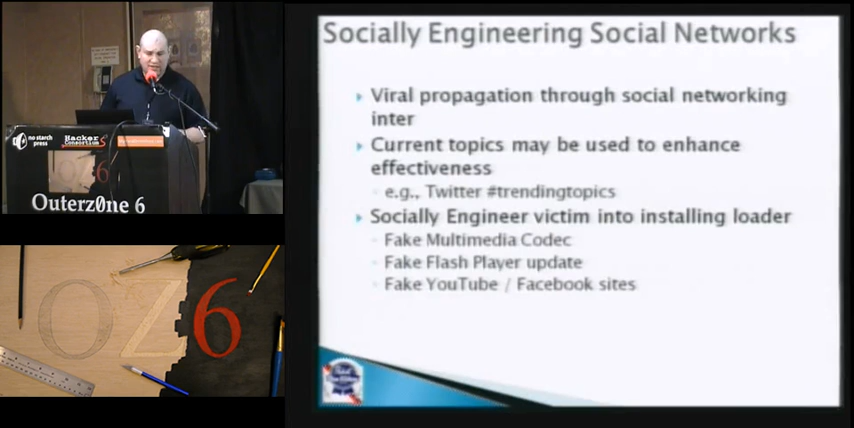 Socially Engineering Social Networks
Viral propagation through social networking
inter
Current topics may be used to enhance
effectiveness
e.g., Twitter #trendingtopics
Socially Engineer victim into installing loader
Fake Multimedia Codec
Fake Flash Player update
Fake YouTube / Facebook sites
no starch
press
Hacker
Consortium
Outerz0ne 6
OZ6